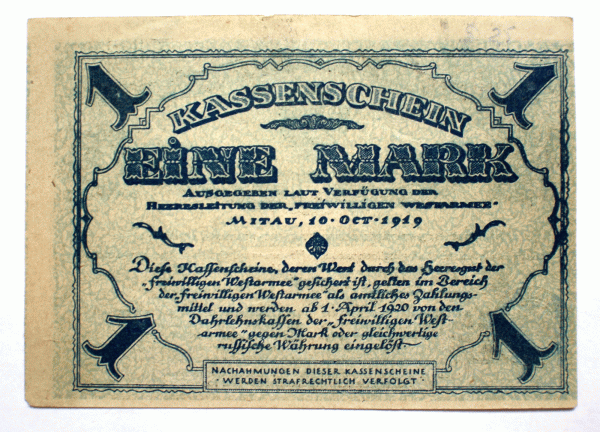 1 1
KASSENSCHEIN
EINE MARK
AUSGEGEBEN LAUT VERFÜGUNG DER
HEERESLEITUNG DER „FREIWILLIGEN WESTARMEE"
MITAU, 10·OCT·1919
Diese Kassenscheine, deren Wert durch das Heeresgut der
„freiwilligen Westarmee" gesichert ist, gelten im Bereich
der „freiwilligen Westarmee" als amtliches Zahlungs-
mittel und werden ab 1·April 1920 von den
Darlehnskassen der „freiwilligen West-
armee" gegen Mark oder gleichwertige
russische Währung eingelöst
1 1
NACHAHMUNGEN DIESER KASSENSCHEINE
WERDEN STRAFRECHTLICH VERFOLGT